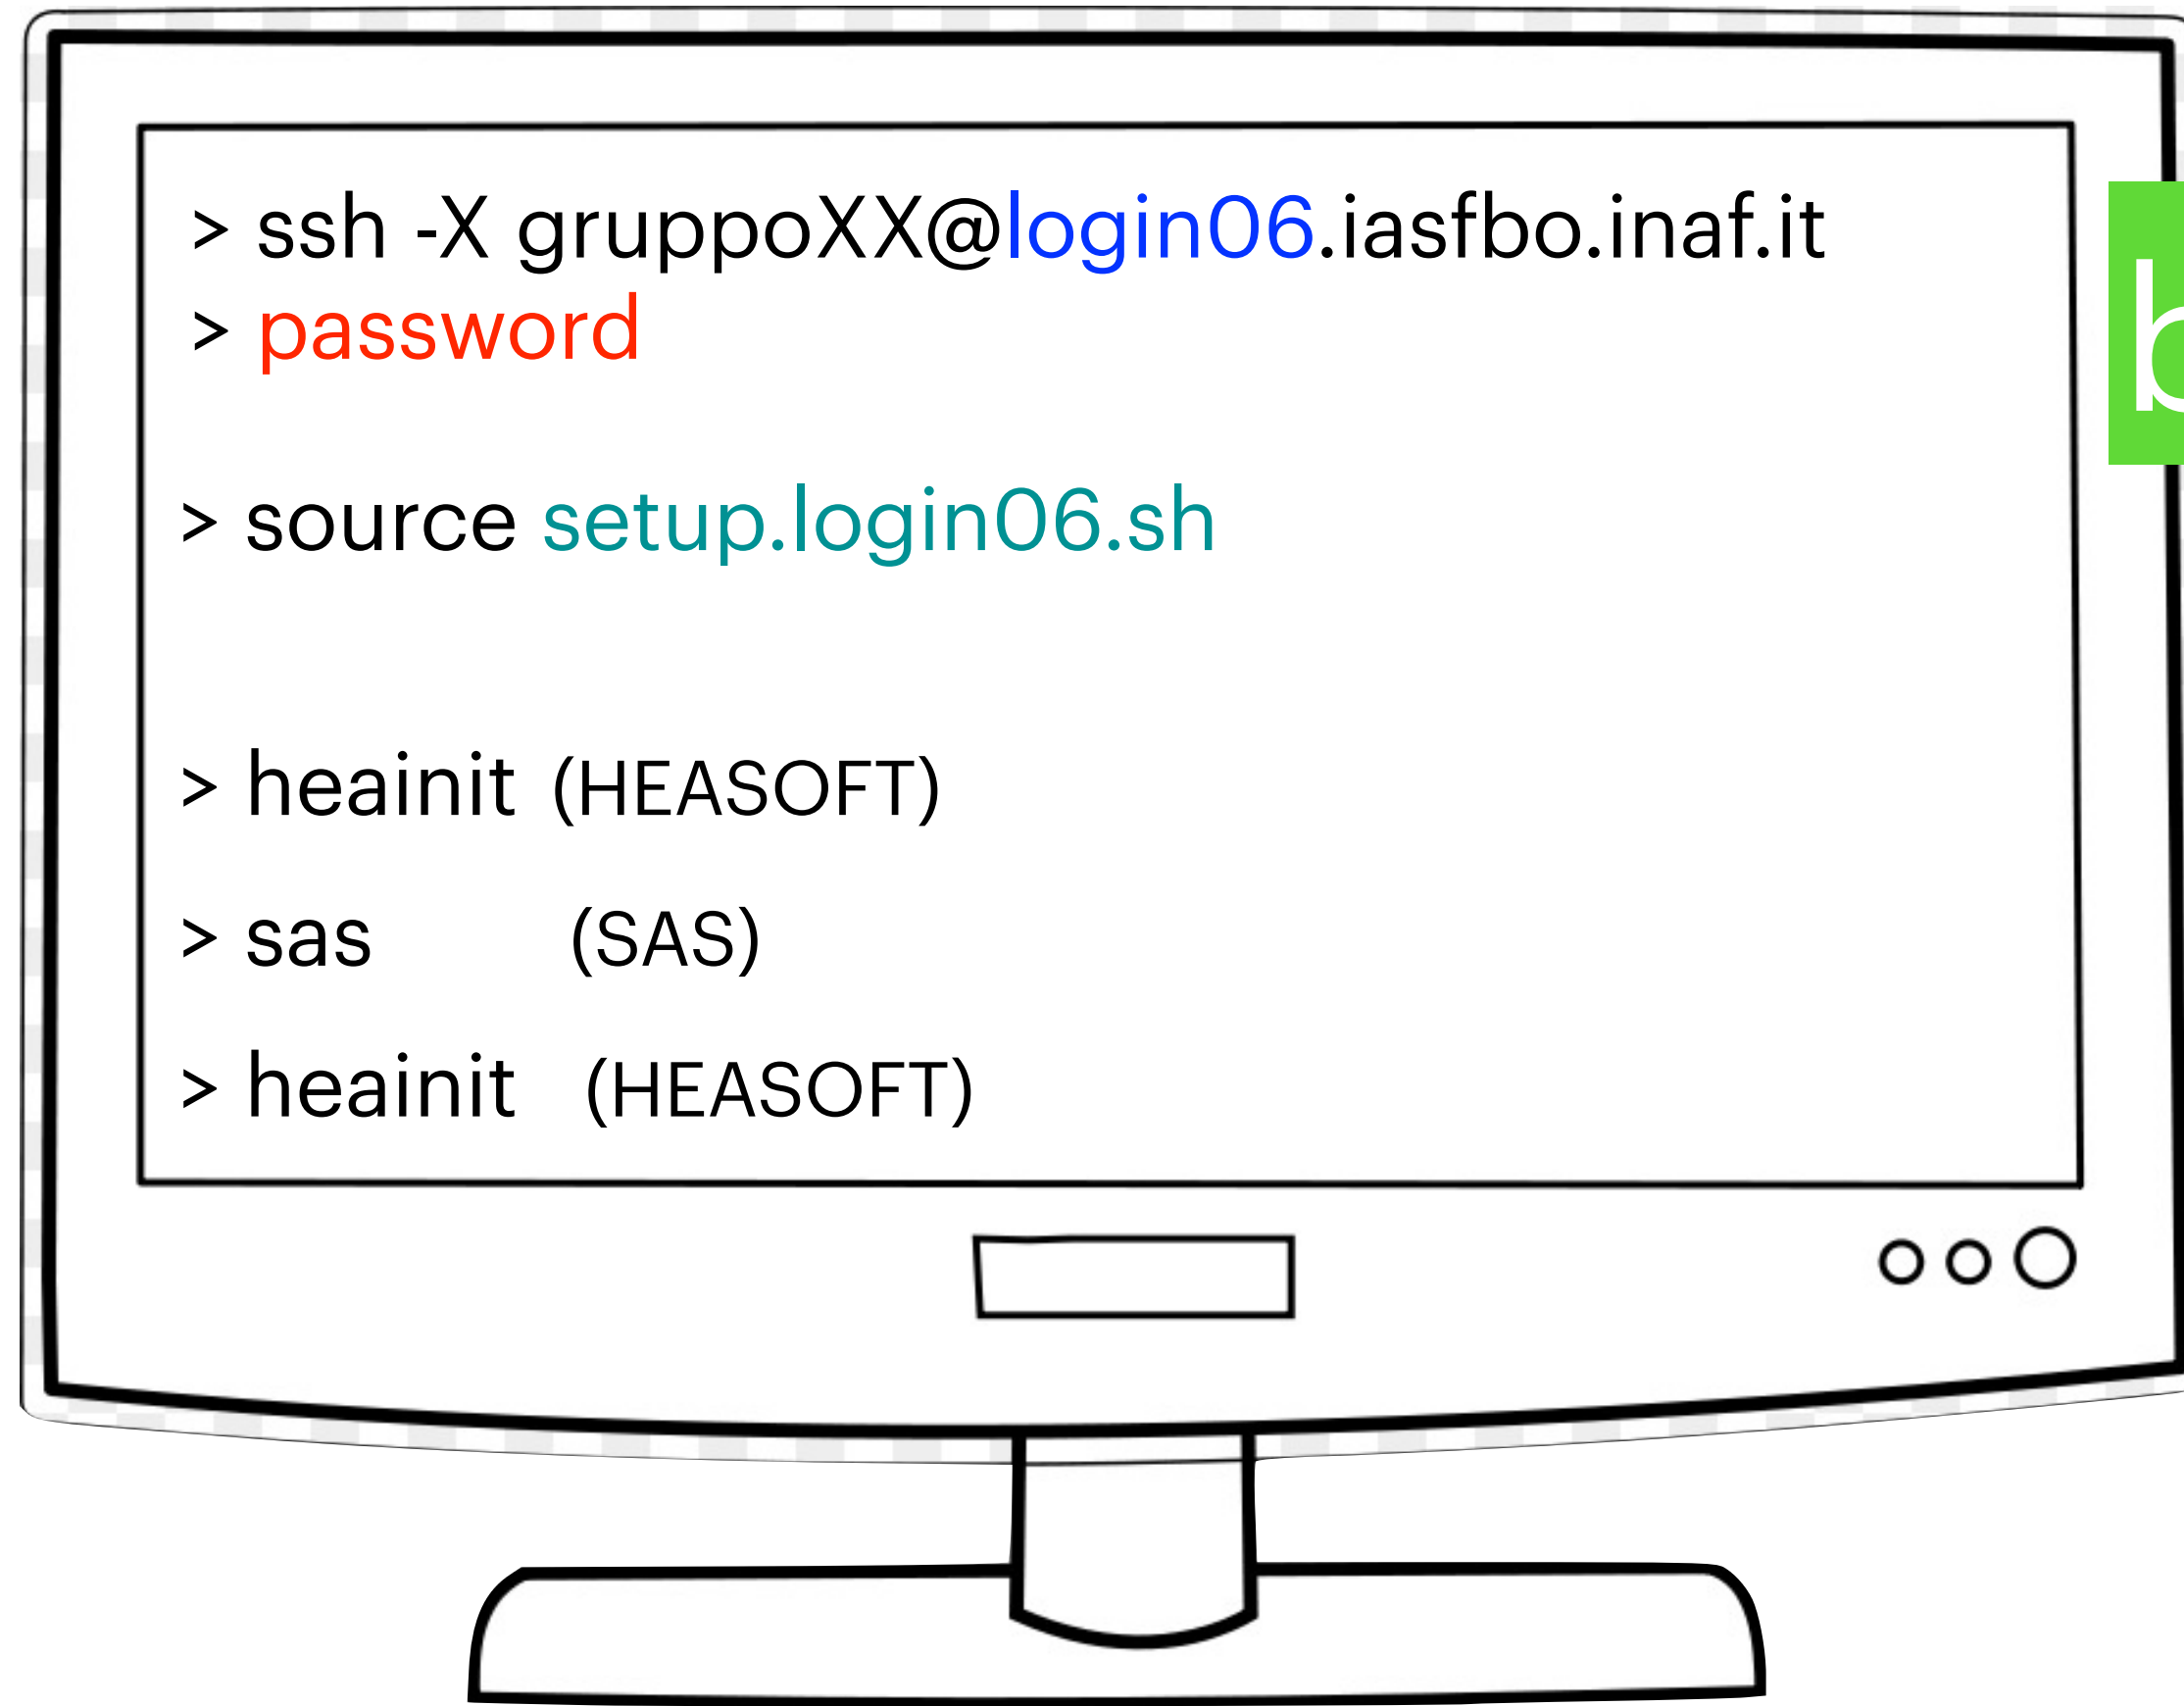 > ssh -X gruppoXX@login06.iasfbo.inaf.it
> password
> source setup.login06.sh
> heainit (HEASOFT)
> sas (SAS)
> heainit (HEASOFT)